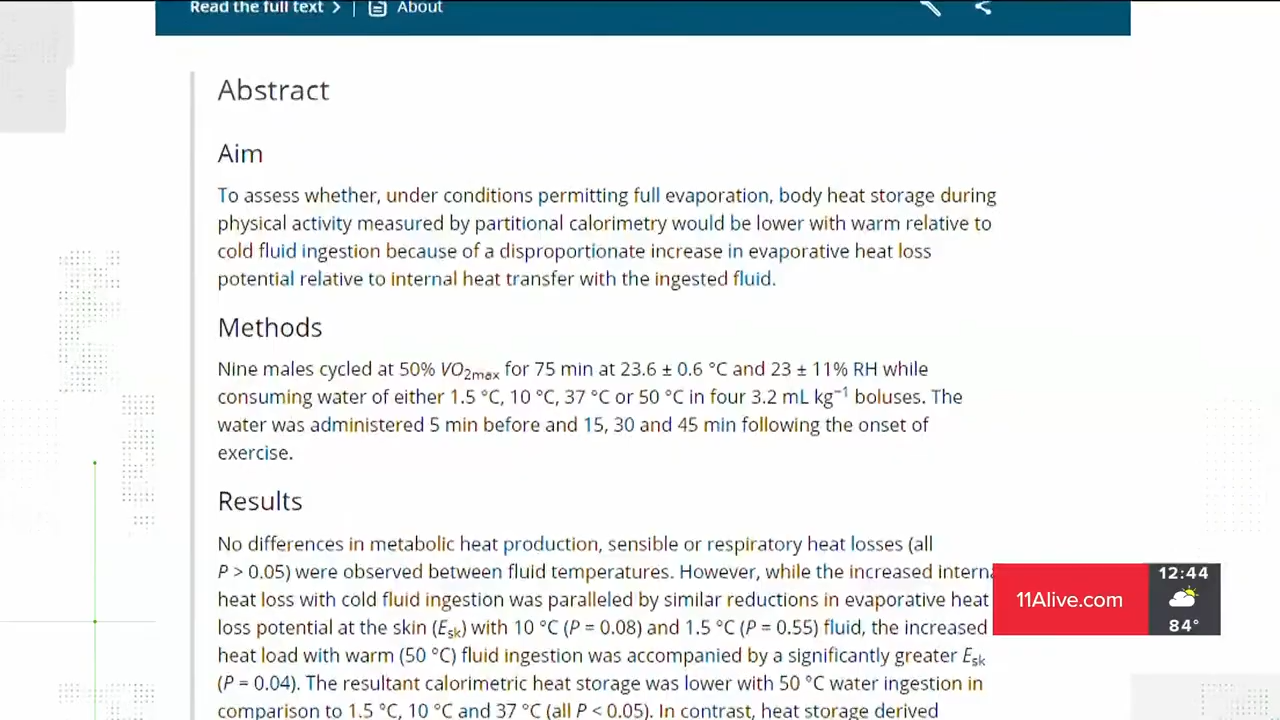 Read the full text > | About
Abstract
Aim
To assess whether, under conditions permitting full evaporation, body heat storage during
physical activity measured by partitional calorimetry would be lower with warm relative to
cold fluid ingestion because of a disproportionate increase in evaporative heat loss
potential relative to internal heat transfer with the ingested fluid.
Methods
Nine males cycled at 50% VO2max for 75 min at 23.6 ± 0.6 °C and 23 ± 11% RH while
consuming water of either 1.5 °C, 10 °C, 37 °C or 50 °C in four 3.2 mL kg⁻¹ boluses. The
water was administered 5 min before and 15, 30 and 45 min following the onset of
exercise.
Results
No differences in metabolic heat production, sensible or respiratory heat losses (all
P > 0.05) were observed between fluid temperatures. However, while the increased interna
heat loss with cold fluid ingestion was paralleled by similar reductions in evaporative heat
loss potential at the skin (Esk) with 10 °C (P = 0.08) and 1.5 °C (P = 0.55) fluid, the increased
heat load with warm (50 °C) fluid ingestion was accompanied by a significantly greater Esk
(P = 0.04). The resultant calorimetric heat storage was lower with 50 °C water ingestion in
comparison to 1.5 °C, 10 °C and 37 °C (all P < 0.05). In contrast, heat storage derived
11Alive.com
12:44
84°